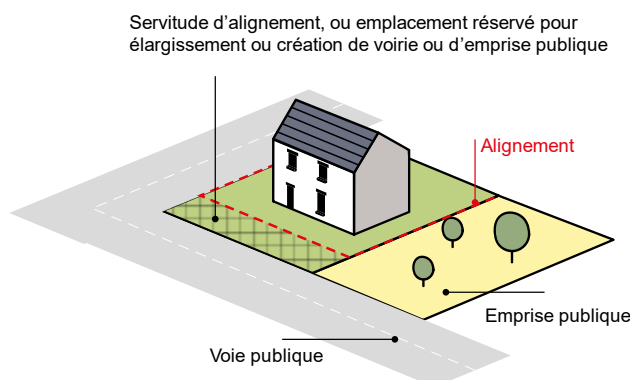 Servitude d’alignement, ou emplacement réservé pour
élargissement ou création de voirie ou d’emprise publique
Alignement
Emprise publique
Voie publique